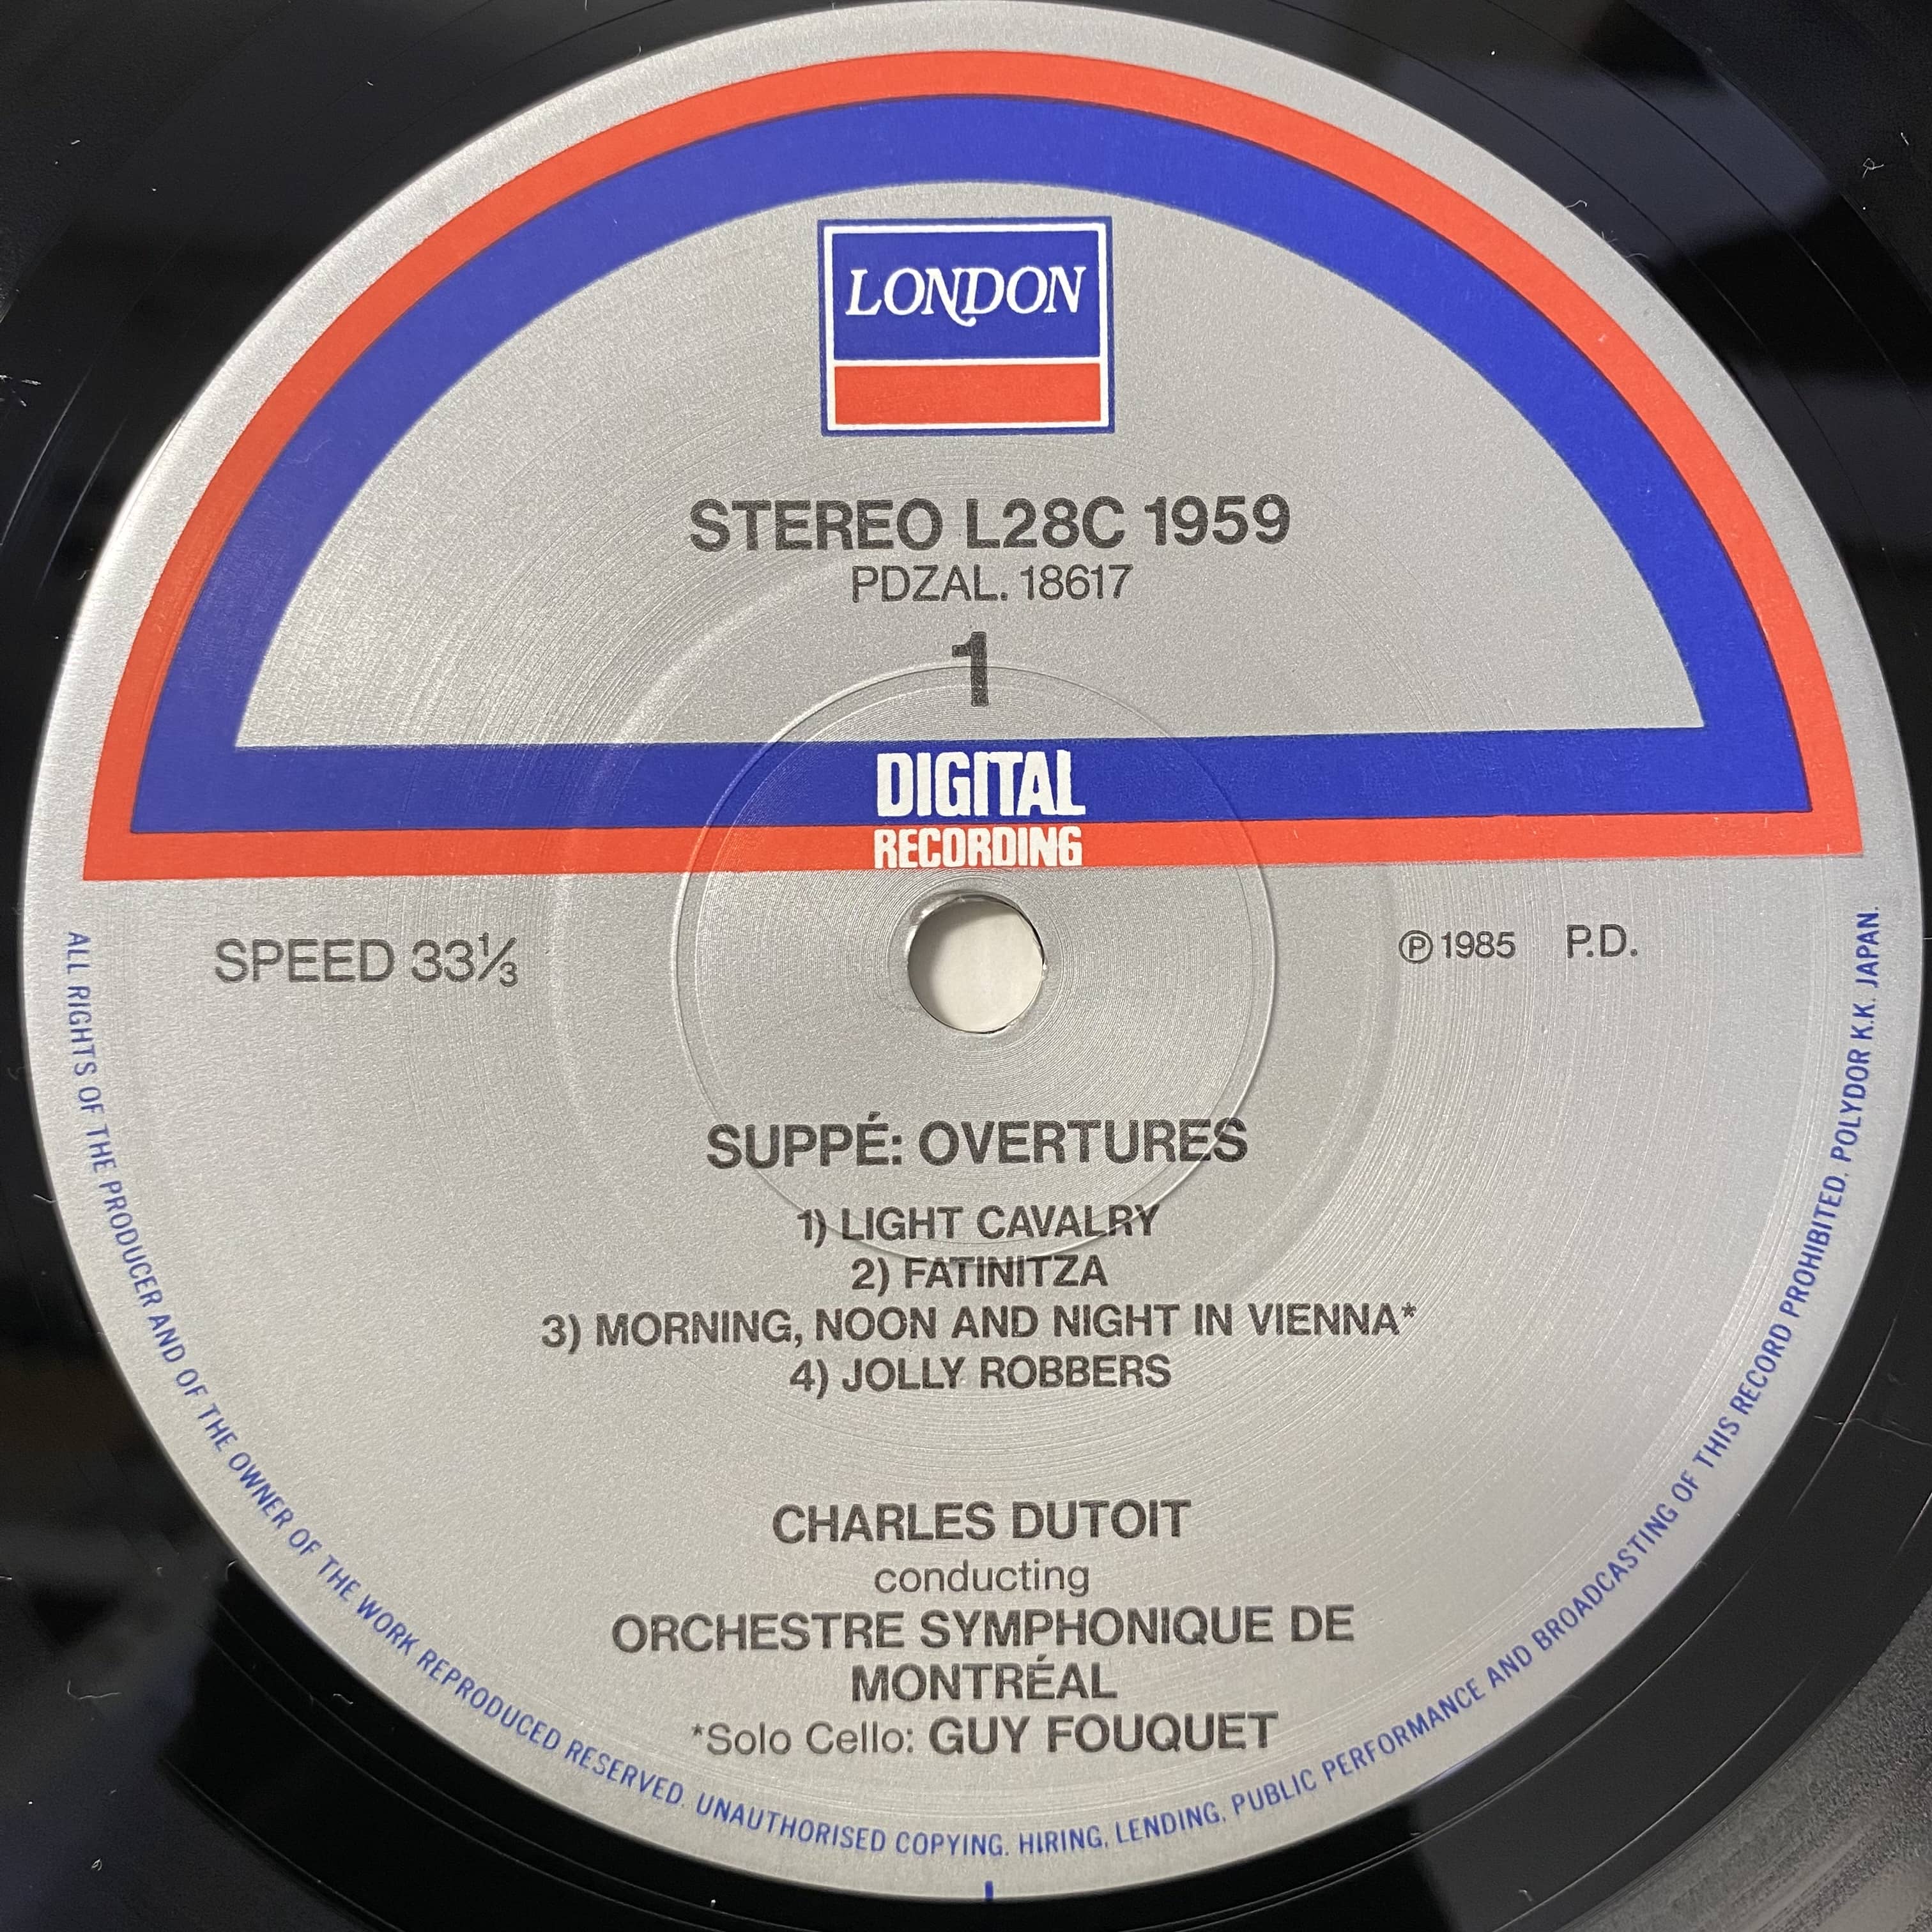 LONDON
STEREO L28C 1959
PDZAL. 18617
1
DIGITAL
RECORDING
SPEED 33⅓
Ⓟ 1985 P.D.
SUPPÉ: OVERTURES
1) LIGHT CAVALRY
2) FATINITZA
3) MORNING, NOON AND NIGHT IN VIENNA*
4) JOLLY ROBBERS
CHARLES DUTOIT
conducting
ORCHESTRE SYMPHONIQUE DE
MONTRÉAL
*Solo Cello: GUY FOUQUET
ALL RIGHTS OF THE PRODUCER AND OF THE OWNER OF THE WORK REPRODUCED RESERVED. UNAUTHORISED COPYING. HIRING, LENDING, PUBLIC PERFORMANCE AND BROADCASTING OF THIS RECORD PROHIBITED. POLYDOR K.K. JAPAN.